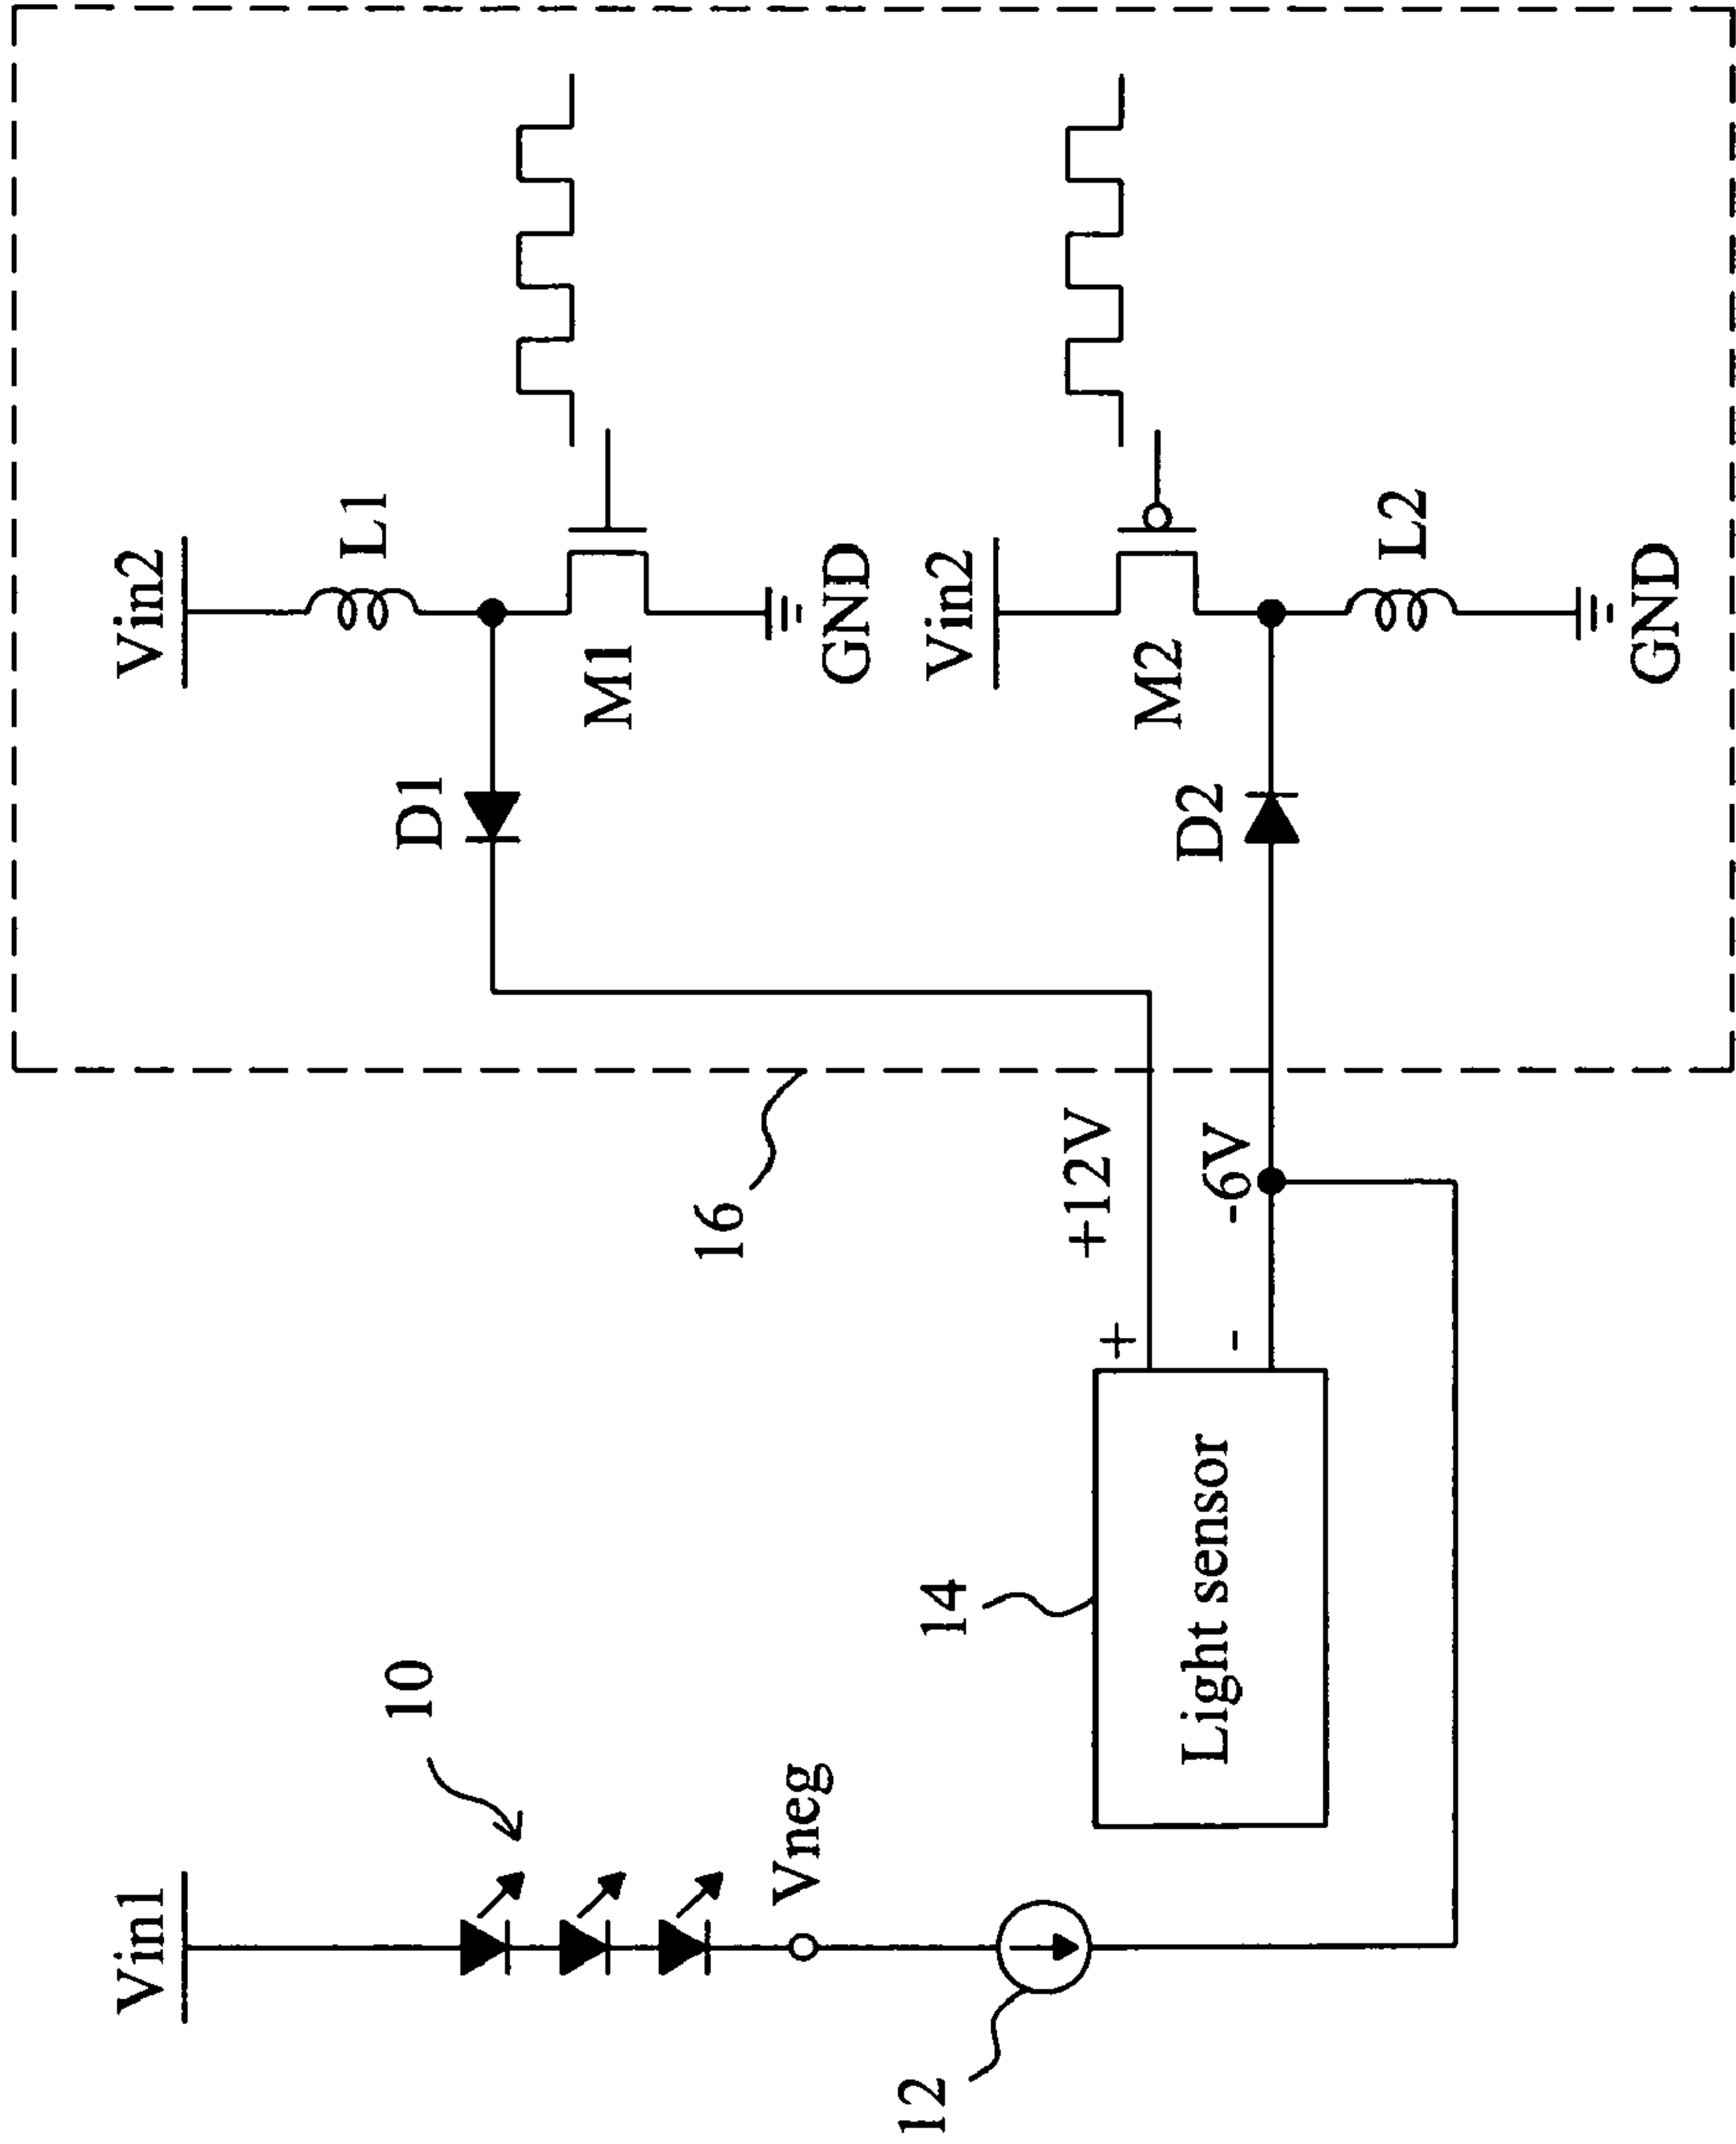 Vin1
10
Vneg
12
14
Light sensor
+
-
+12V
-6V
16
D1
Vin2
L1
M1
GND
D2
Vin2
M2
L2
GND